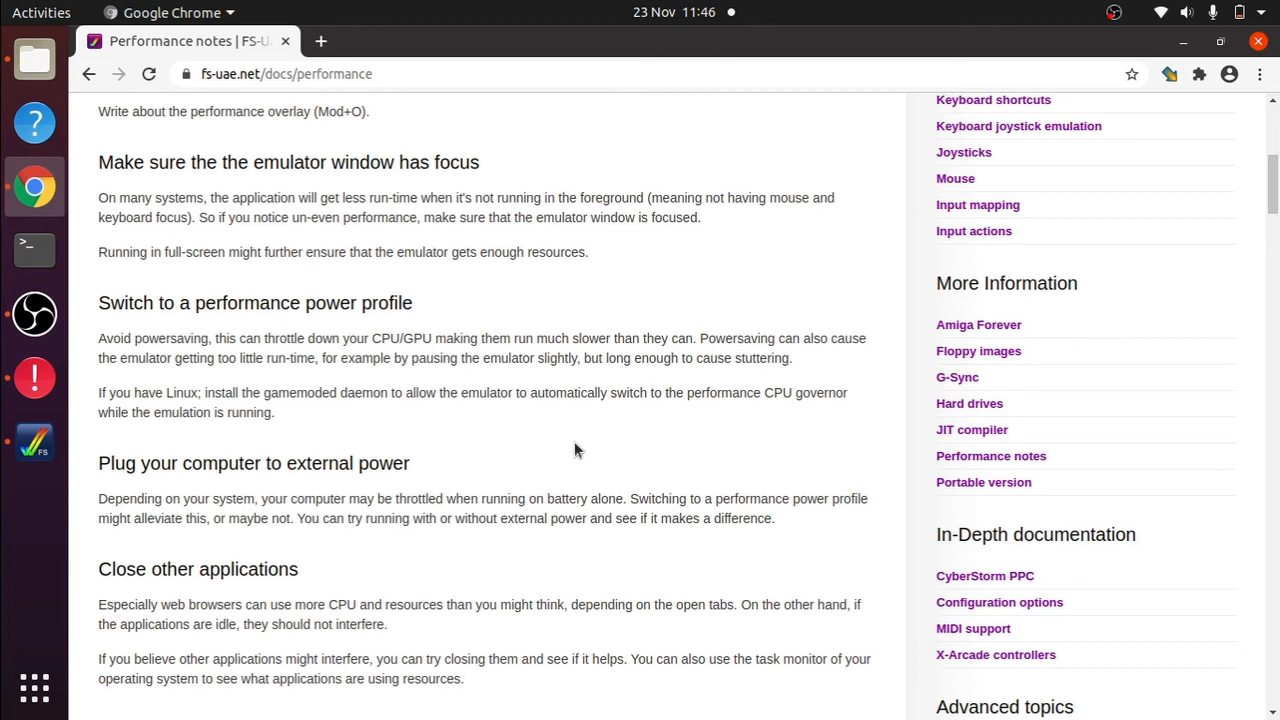 Activities
Google Chrome
23 Nov 11:46
Performance notes | FS-U
fs-uae.net/docs/performance
Write about the performance overlay (Mod+O).
Make sure the the emulator window has focus
On many systems, the application will get less run-time when it's not running in the foreground (meaning not having mouse and
keyboard focus). So if you notice un-even performance, make sure that the emulator window is focused.
Running in full-screen might further ensure that the emulator gets enough resources.
Switch to a performance power profile
Avoid powersaving, this can throttle down your CPU/GPU making them run much slower than they can. Powersaving can also cause
the emulator getting too little run-time, for example by pausing the emulator slightly, but long enough to cause stuttering.
If you have Linux; install the gamemoded daemon to allow the emulator to automatically switch to the performance CPU governor
while the emulation is running.
Plug your computer to external power
Depending on your system, your computer may be throttled when running on battery alone. Switching to a performance power profile
might alleviate this, or maybe not. You can try running with or without external power and see if it makes a difference.
Close other applications
Especially web browsers can use more CPU and resources than you might think, depending on the open tabs. On the other hand, if
the applications are idle, they should not interfere.
If you believe other applications might interfere, you can try closing them and see if it helps. You can also use the task monitor of your
operating system to see what applications are using resources.
Keyboard shortcuts
Keyboard joystick emulation
Joysticks
Mouse
Input mapping
Input actions
More Information
Amiga Forever
Floppy images
G-Sync
Hard drives
JIT compiler
Performance notes
Portable version
In-Depth documentation
CyberStorm PPC
Configuration options
MIDI support
X-Arcade controllers
Advanced topics
FS